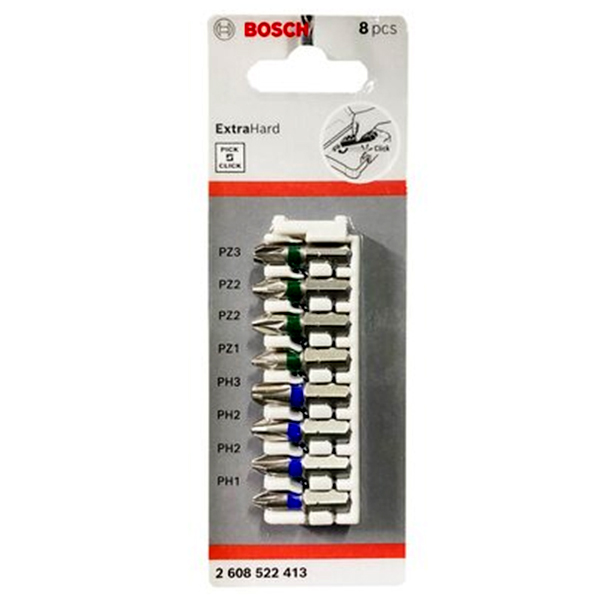 BOSCH
8 pcs
ExtraHard
Click
PICK
&
CLICK
PZ3
PZ2
PZ2
PZ1
PH3
PH2
PH2
PH1
2 608 522 413